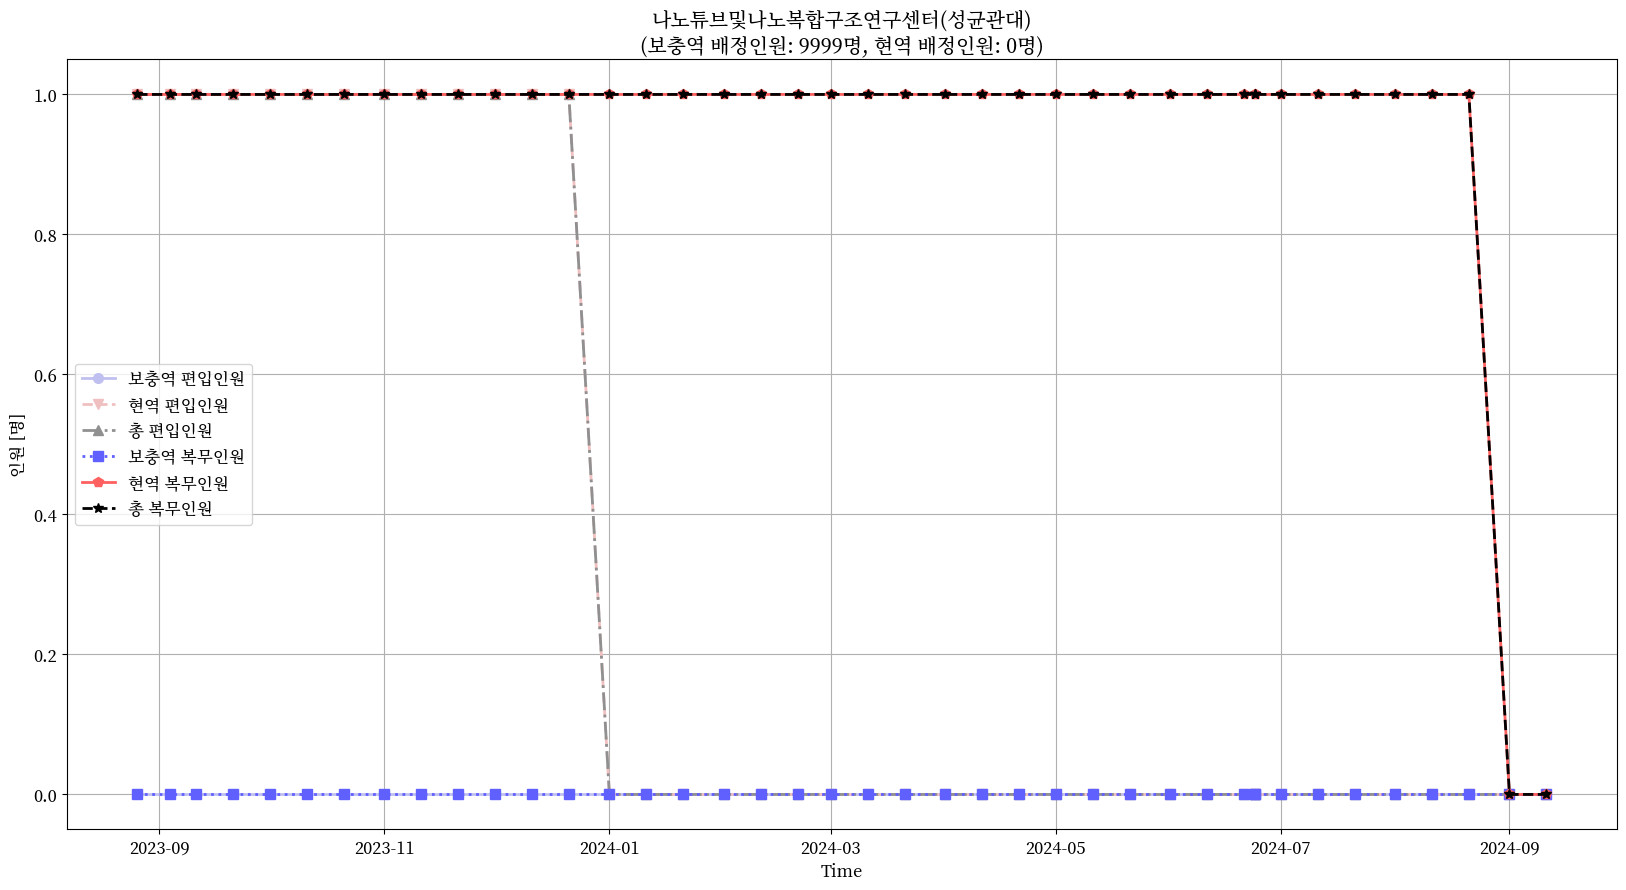 나노튜브및나노복합구조연구센터(성균관대)
(보충역 배정인원: 9999명, 현역 배정인원: 0명)
1.0
0.8
0.6
0.4
0.2
0.0
인원 [명]
보충역 편입인원
현역 편입인원
총 편입인원
보충역 복무인원
현역 복무인원
총 복무인원
2023-09
2023-11
2024-01
2024-03
2024-05
2024-07
2024-09
Time